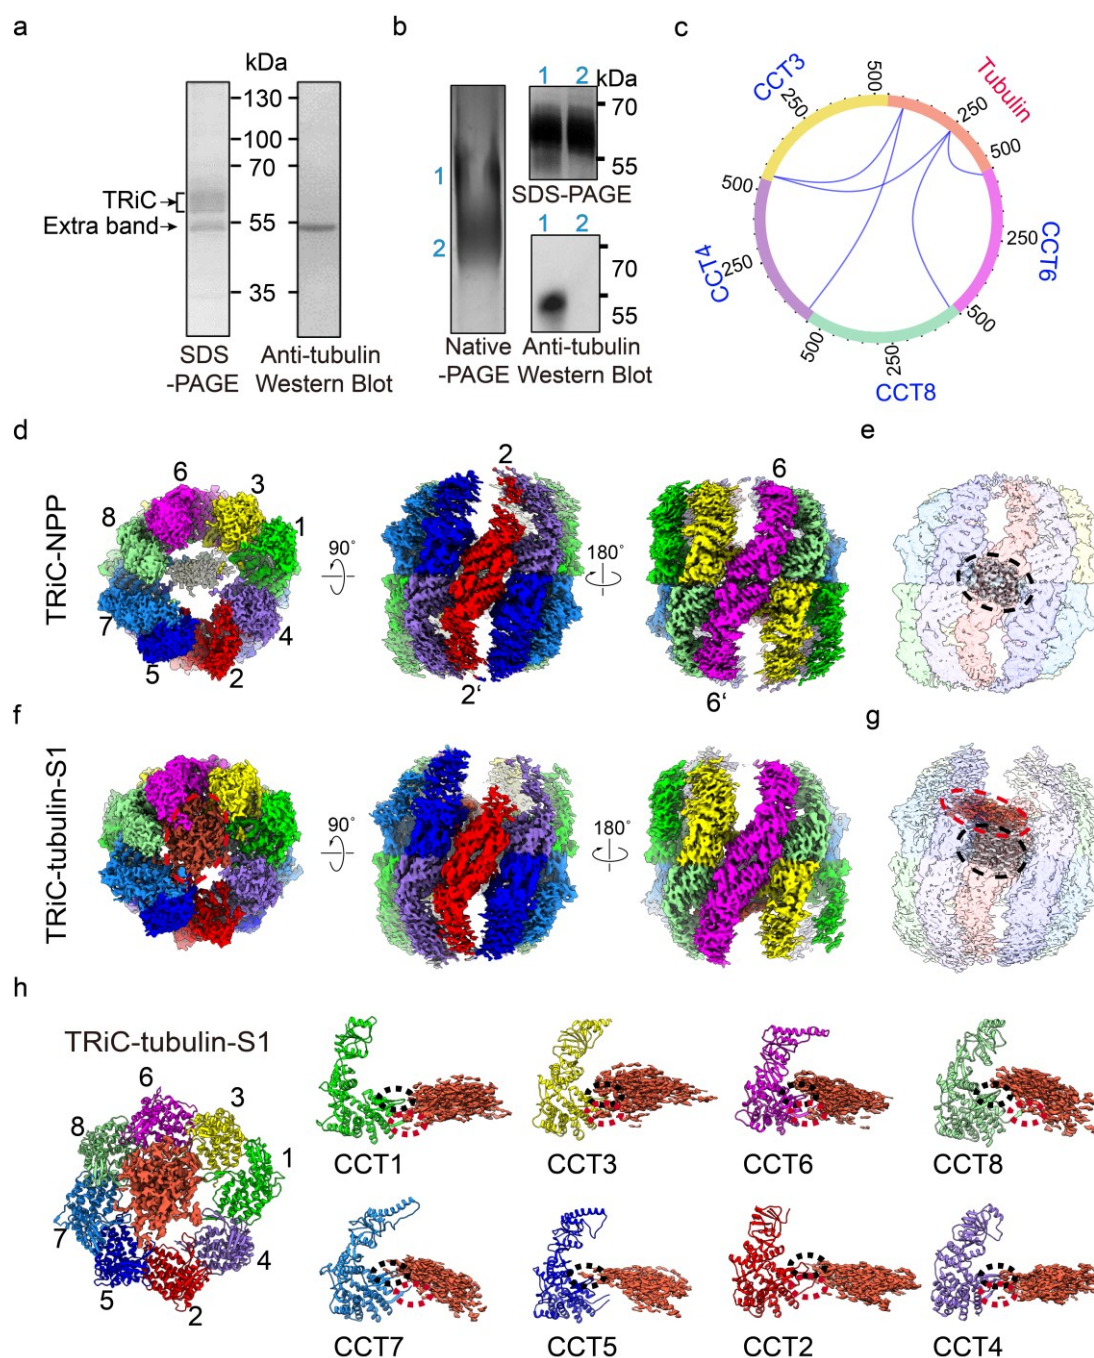 a
kDa
130
100
70
TRiC
Extra band
55
35
SDS
-PAGE
Anti-tubulin
Western Blot
b
1
2
Native
-PAGE
1 2 kDa
70
55
SDS-PAGE
1 2
70
55
Anti-tubulin
Western Blot
c
CCT3
500
250
Tubulin
250
500
CCT6
250
500
CCT8
250
500
CCT4
250
500
d
TRiC-NPP
6
3
8
1
7
4
5
2
90°
2
2‘
180°
6
6‘
e
f
TRiC-tubulin-S1
90°
180°
g
h
TRiC-tubulin-S1
6
3
8
1
7
4
5
2
CCT1
CCT3
CCT6
CCT8
CCT7
CCT5
CCT2
CCT4